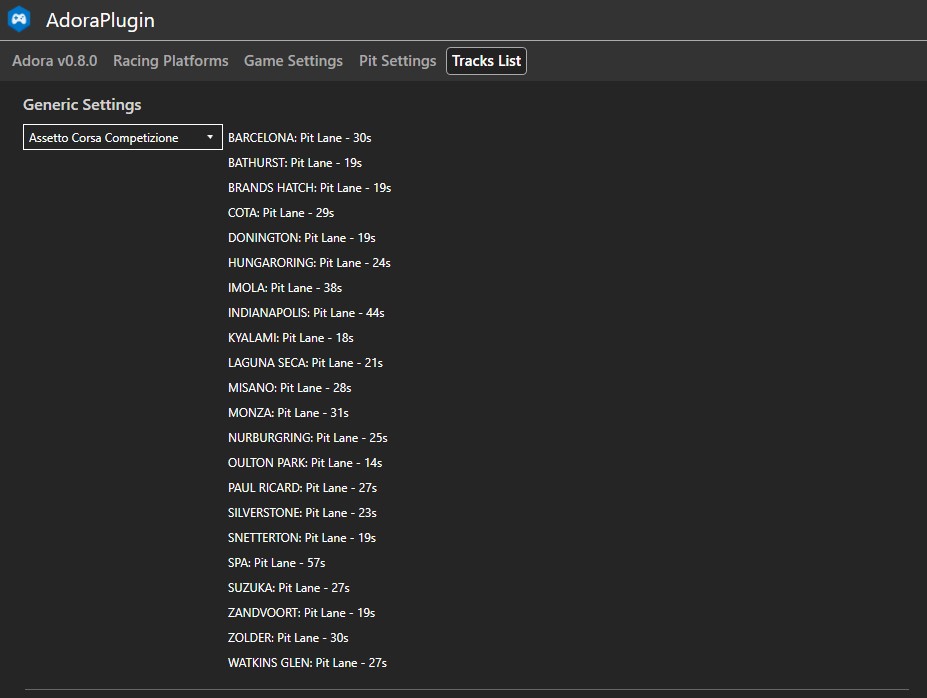 AdoraPlugin
Adora v0.8.0 Racing Platforms Game Settings Pit Settings Tracks List
Generic Settings
Assetto Corsa Competizione BARCELONA: Pit Lane - 30s
BATHURST: Pit Lane - 19s
BRANDS HATCH: Pit Lane - 19s
COTA: Pit Lane - 29s
DONINGTON: Pit Lane - 19s
HUNGARORING: Pit Lane - 24s
IMOLA: Pit Lane - 38s
INDIANAPOLIS: Pit Lane - 44s
KYALAMI: Pit Lane - 18s
LAGUNA SECA: Pit Lane - 21s
MISANO: Pit Lane - 28s
MONZA: Pit Lane - 31s
NURBURGRING: Pit Lane - 25s
OULTON PARK: Pit Lane - 14s
PAUL RICARD: Pit Lane - 27s
SILVERSTONE: Pit Lane - 23s
SNETTERTON: Pit Lane - 19s
SPA: Pit Lane - 57s
SUZUKA: Pit Lane - 27s
ZANDVOORT: Pit Lane - 19s
ZOLDER: Pit Lane - 30s
WATKINS GLEN: Pit Lane - 27s